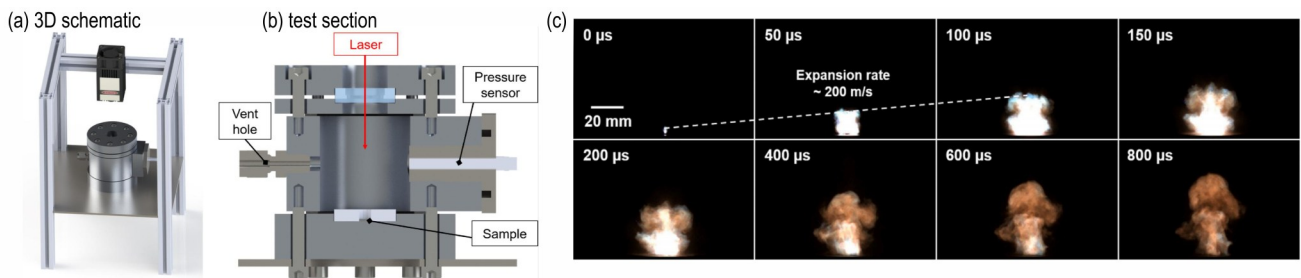 (a) 3D schematic
(b) test section
Laser
Pressure
sensor
Vent
hole
Sample
(c)
0 µs
50 µs
100 µs
150 µs
Expansion rate
~ 200 m/s
20 mm
200 µs
400 µs
600 µs
800 µs